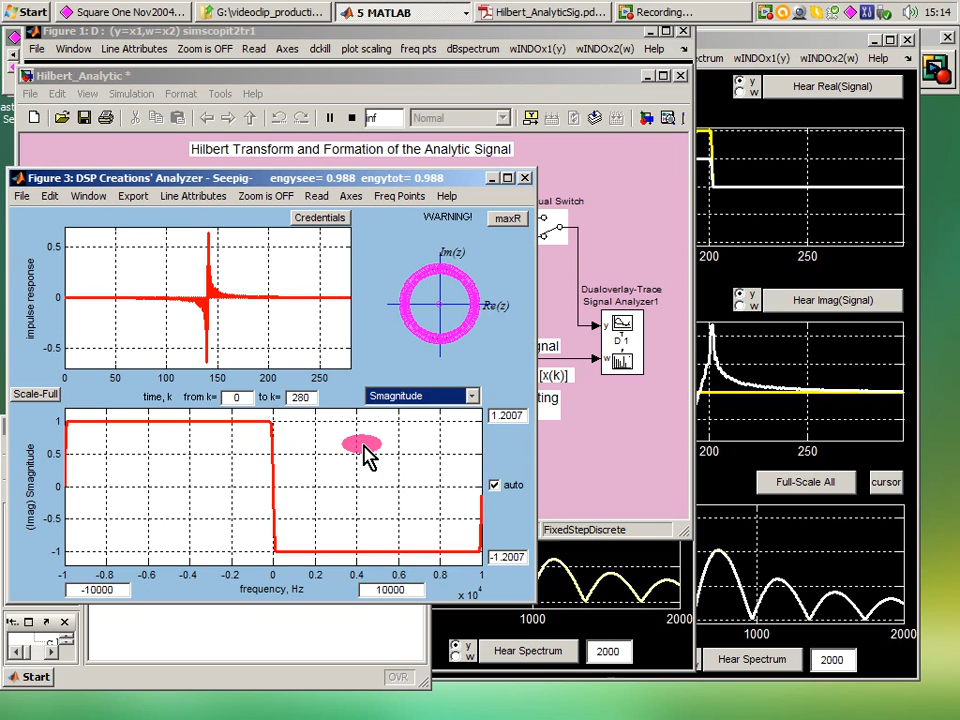 Start
Square One Nov2004...
G:\videoclip_producti...
5 MATLAB
Hilbert_AnalyticSig.pd...
Recording...
15:14
Figure 1: D : (y=x1,w=x2) simscopit2tr1
File Window Line Attributes Zoom is OFF Read Axes dckill plot scaling freq pts dBspectrum wINDOx1(y) wINDOx2(w) Help
ctrum wINDOx1(y) wINDOx2(w) Help
Hilbert_Analytic *
File Edit View Simulation Format Tools Help
inf
Normal
y
w
Hear Real(Signal)
Hilbert Transform and Formation of the Analytic Signal
Figure 3: DSP Creations' Analyzer - Seepig- engysee= 0.988 engytot= 0.988
File Edit Window Export Line Attributes Zoom is OFF Read Axes Freq Points Help
Credentials
WARNING!
maxR
ual Switch
Im(z)
Re(z)
impulse response
0.5
0
-0.5
0 50 100 150 200 250
Dualoverlay-Trace
Signal Analyzer1
y
w
D 1
gnal
[x(k)]
ting
200 250
y
w
Hear Imag(Signal)
200 250
Scale-Full
time, k from k= 0 to k= 280
Smagnitude
1.2007
auto
-1.2007
(Imag) Smagnitude
1
0.5
0
-0.5
-1
-1 -0.8 -0.6 -0.4 -0.2 0 0.2 0.4 0.6 0.8 1
x 10^4
-10000
frequency, Hz
10000
Full-Scale All
cursor
FixedStepDiscrete
1000 2000
y
w
Hear Spectrum
2000
1000 2000
Hear Spectrum
2000
Start
OVR